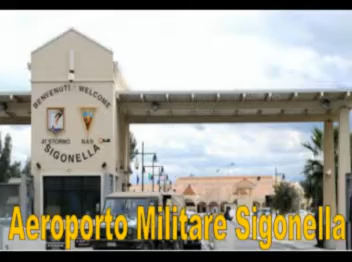 BENVENUTI - WELCOME
41° STORMO NAS
SIGONELLA
Aeroporto Militare Sigonella